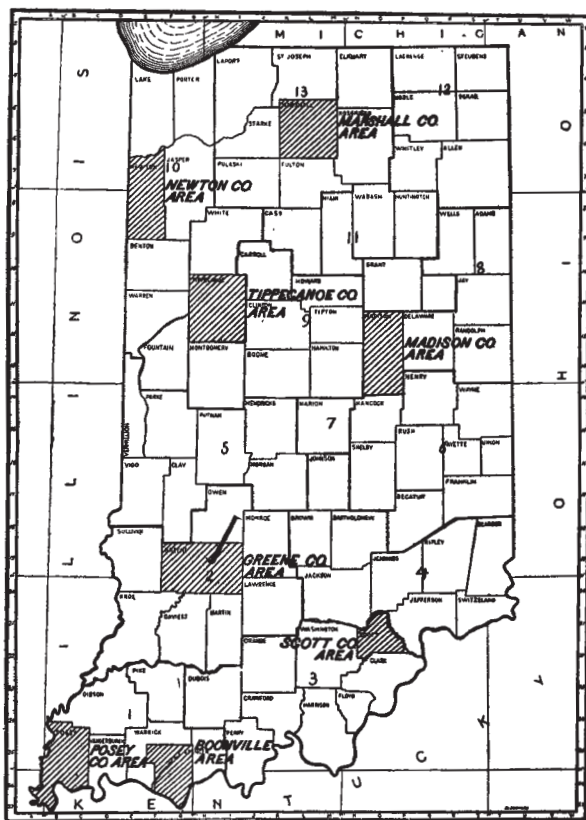 MICHIGAN
LAKE
PORTER
LAPORTE
ST JOSEPH
ELKHART
LAGRANGE
STEUBEN
13
12
NOBLE
DEKALB
STARKE
MARSHALL CO.
AREA
JASPER
10
PULASKI
FULTON
WHITLEY
ALLEN
NEWTON CO
AREA
MIAMI
WABASH
HUNTINGTON
WELLS
ADAMS
WHITE
CASS
11
BENTON
CARROLL
GRANT
8
JAY
HOWARD
TIPPECANOE CO.
AREA
WARREN
CLINTON
9
TIPTON
DELAWARE
MADISON CO.
AREA
RANDOLPH
FOUNTAIN
MONTGOMERY
BOONE
HAMILTON
HENRY
WAYNE
PARKE
VERMILLION
PUTNAM
HENDRICKS
MARION
HANCOCK
7
5
6
RUSH
FAYETTE
UNION
VIGO
CLAY
MORGAN
JOHNSON
SHELBY
FRANKLIN
OWEN
DECATUR
SULLIVAN
MONROE
BROWN
BARTHOLOMEW
RIPLEY
DEARBORN
GREENE CO.
AREA
JENNINGS
4
JACKSON
LAWRENCE
JEFFERSON
SWITZERLAND
KNOX
DAVIESS
MARTIN
ORANGE
WASHINGTON
SCOTT CO.
AREA
CLARK
PIKE
DUBOIS
3
GIBSON
1
1
CRAWFORD
HARRISON
FLOYD
POSEY
VANDERBURGH
WARRICK
PERRY
POSEY
CO AREA
BOONVILLE
AREA
ILLINOIS
OHIO
KENTUCKY